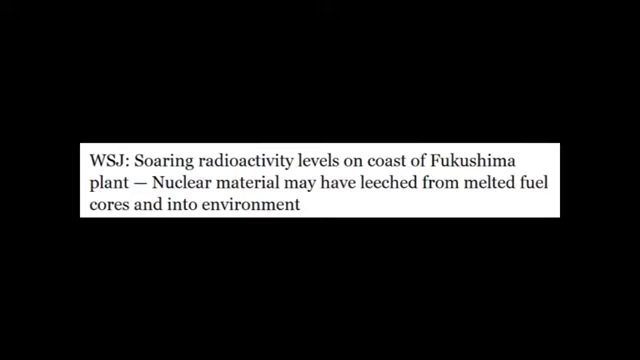 WSJ: Soaring radioactivity levels on coast of Fukushima
plant — Nuclear material may have leeched from melted fuel
cores and into environment